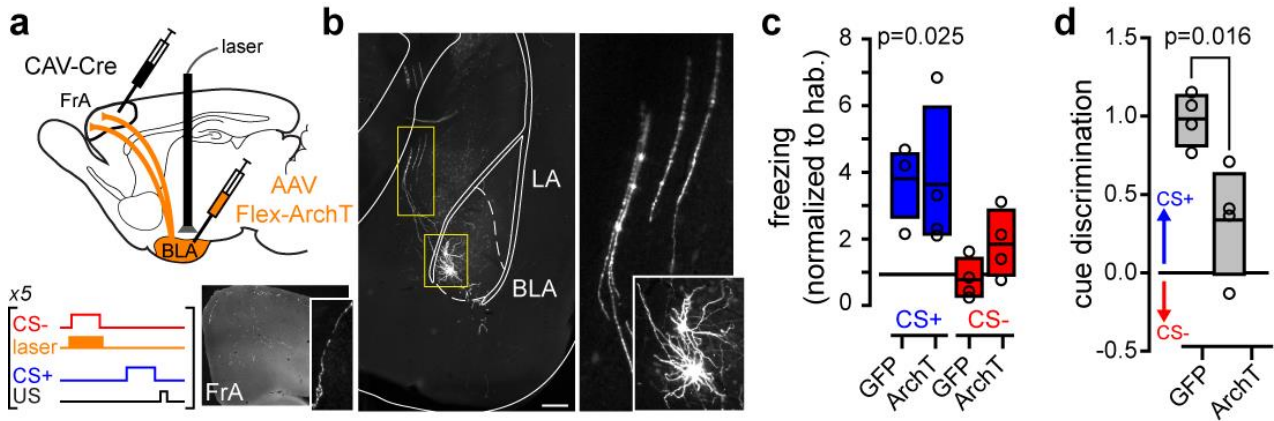 a
CAV-Cre
laser
FrA
AAV
Flex-ArchT
BLA
x5
CS-
laser
CS+
US
FrA
b
LA
BLA
c
p=0.025
freezing
(normalized to hab.)
8
6
4
2
0
CS+
CS-
GFP
ArchT
GFP
ArchT
d
p=0.016
cue discrimination
1.0
0.5
0.0
-0.5
CS+
CS-
GFP
ArchT